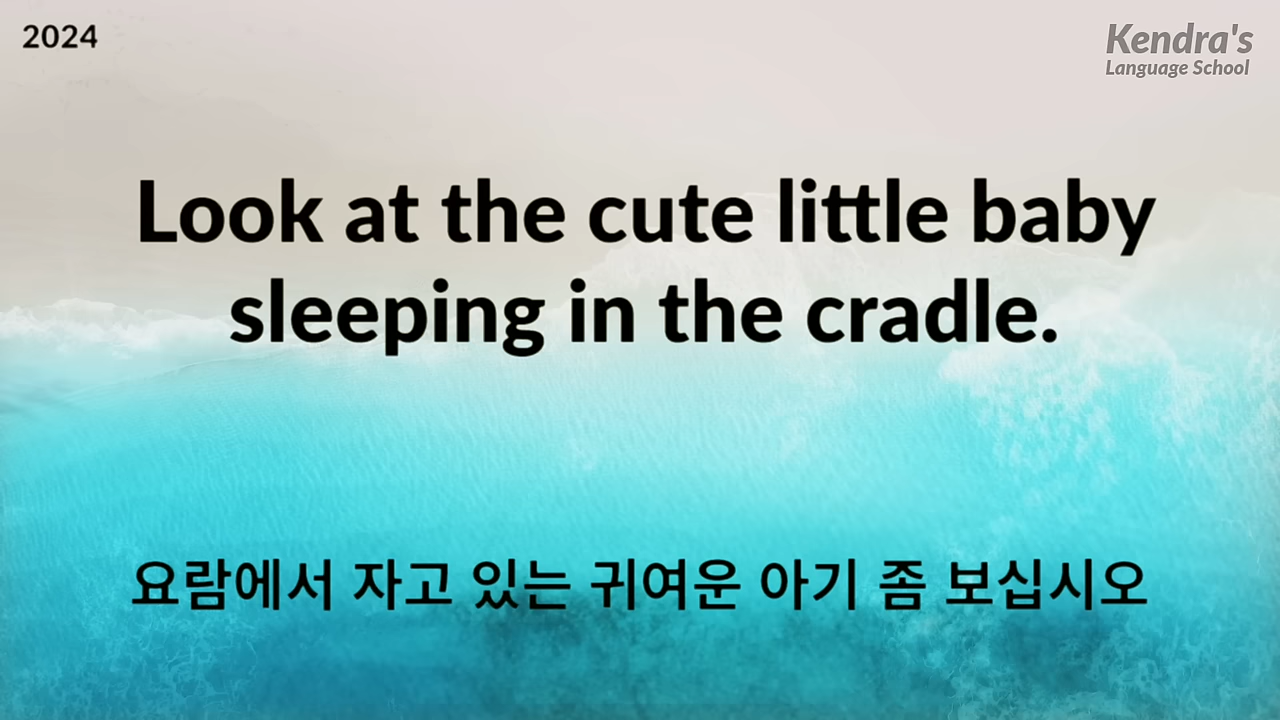 2024
Kendra's
Language School
Look at the cute little baby
sleeping in the cradle.
요람에서 자고 있는 귀여운 아기 좀 보십시오